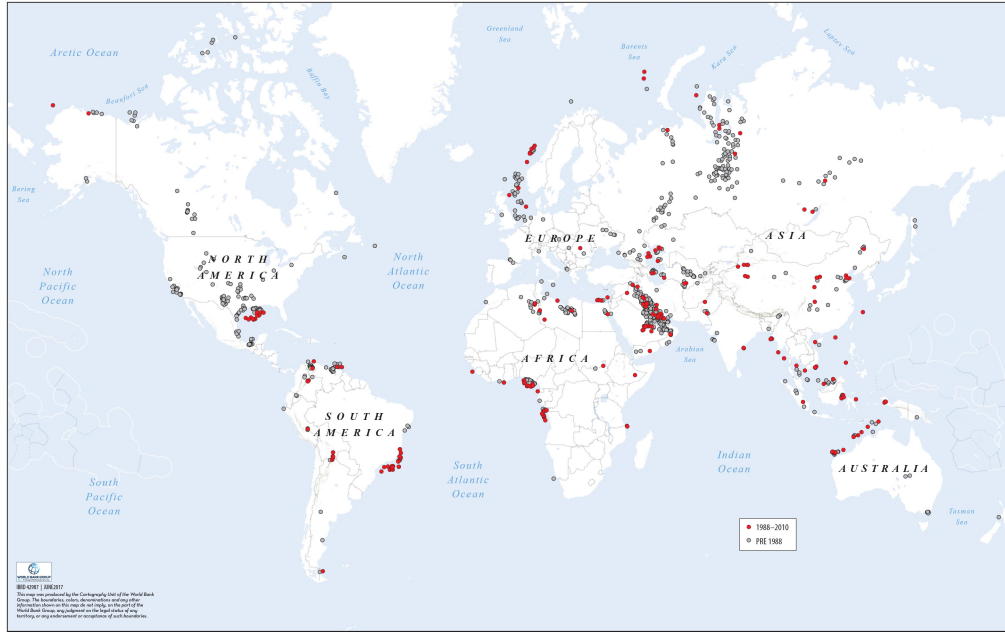 Greenland
Sea
Laptev Sea
Barents
Sea
Kara Sea
Arctic Ocean
Beaufort Sea
Baffin Bay
Bering
Sea
EUROPE
ASIA
NORTH
AMERICA
North
Pacific
Ocean
North
Atlantic
Ocean
Arabian
Sea
AFRICA
SOUTH
AMERICA
South
Pacific
Ocean
South
Atlantic
Ocean
Indian
Ocean
AUSTRALIA
Tasman
Sea
1988–2010
PRE 1988
WORLD BANK GROUP
IBRD 42907 | JUNE 2017
This map was produced by the Cartography Unit of the World Bank
Group. The boundaries, colors, denominations and any other
information shown on this map do not imply, on the part of the
World Bank Group, any judgment on the legal status of any
territory, or any endorsement or acceptance of such boundaries.